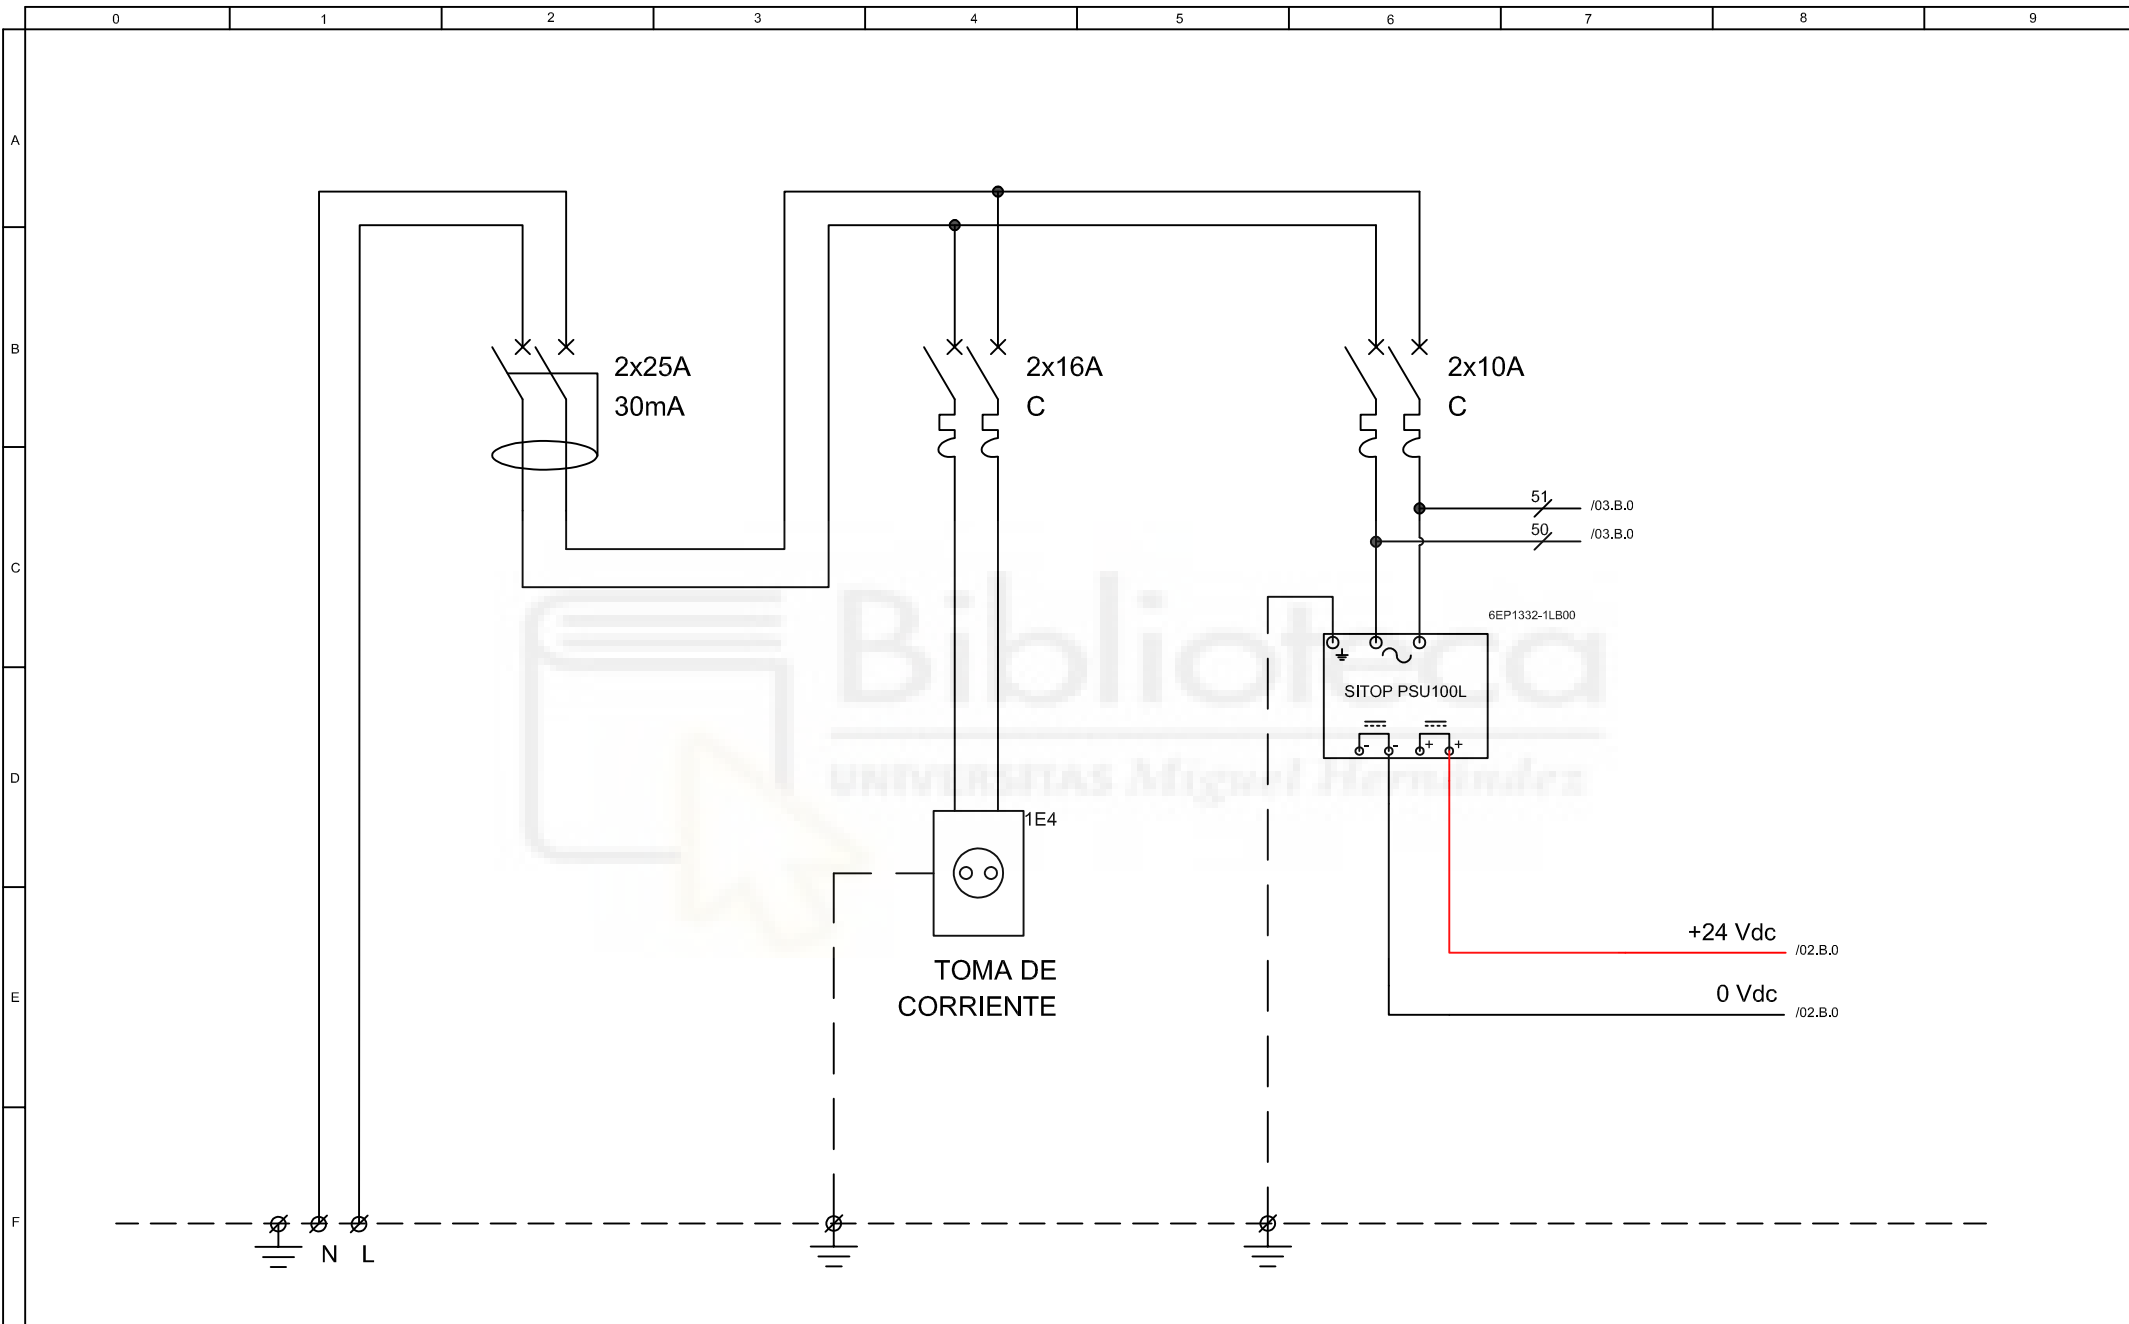 0 1 2 3 4 5 6 7 8 9
A
B
2x25A
30mA
2x16A
C
2x10A
C
51 /03.B.0
50 /03.B.0
C
Biblioteca
UNIVERSITAS Miguel Hernández
6EP1332-1LB00
SITOP PSU100L
- - + +
D
1E4
TOMA DE
CORRIENTE
+24 Vdc /02.B.0
0 Vdc /02.B.0
E
F
N L